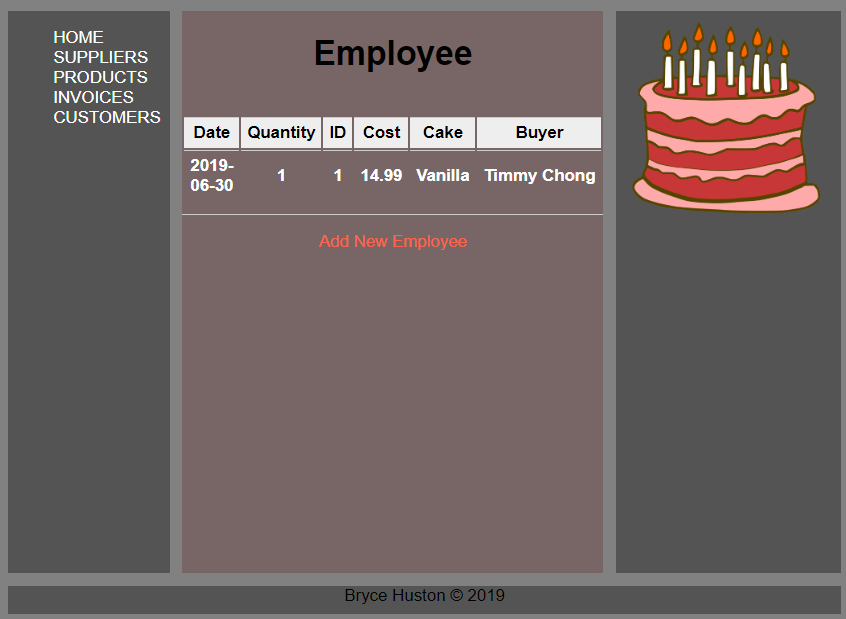 HOME
SUPPLIERS
PRODUCTS
INVOICES
CUSTOMERS
Employee
Date Quantity ID Cost Cake Buyer
2019-
06-30 1 1 14.99 Vanilla Timmy Chong
Add New Employee
Bryce Huston © 2019